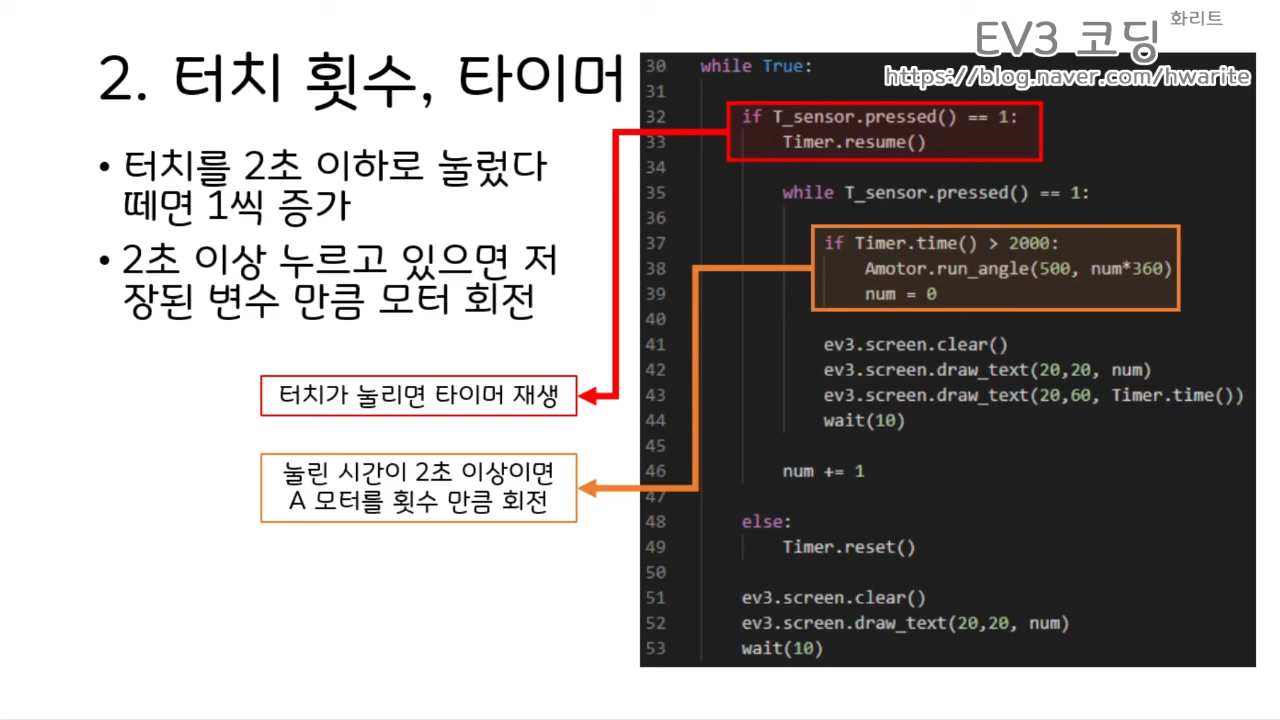 화리트
EV3 코딩
https://blog.naver.com/hwarite
2. 터치 횟수, 타이머
• 터치를 2초 이하로 눌렀다
떼면 1씩 증가
• 2초 이상 누르고 있으면 저
장된 변수 만큼 모터 회전
터치가 눌리면 타이머 재생
눌린 시간이 2초 이상이면
A 모터를 횟수 만큼 회전
30 while True:
31
32 if T_sensor.pressed() == 1:
33 Timer.resume()
34
35 while T_sensor.pressed() == 1:
36
37 if Timer.time() > 2000:
38 Amotor.run_angle(500, num*360)
39 num = 0
40
41 ev3.screen.clear()
42 ev3.screen.draw_text(20,20, num)
43 ev3.screen.draw_text(20,60, Timer.time())
44 wait(10)
45
46 num += 1
47
48 else:
49 Timer.reset()
50
51 ev3.screen.clear()
52 ev3.screen.draw_text(20,20, num)
53 wait(10)